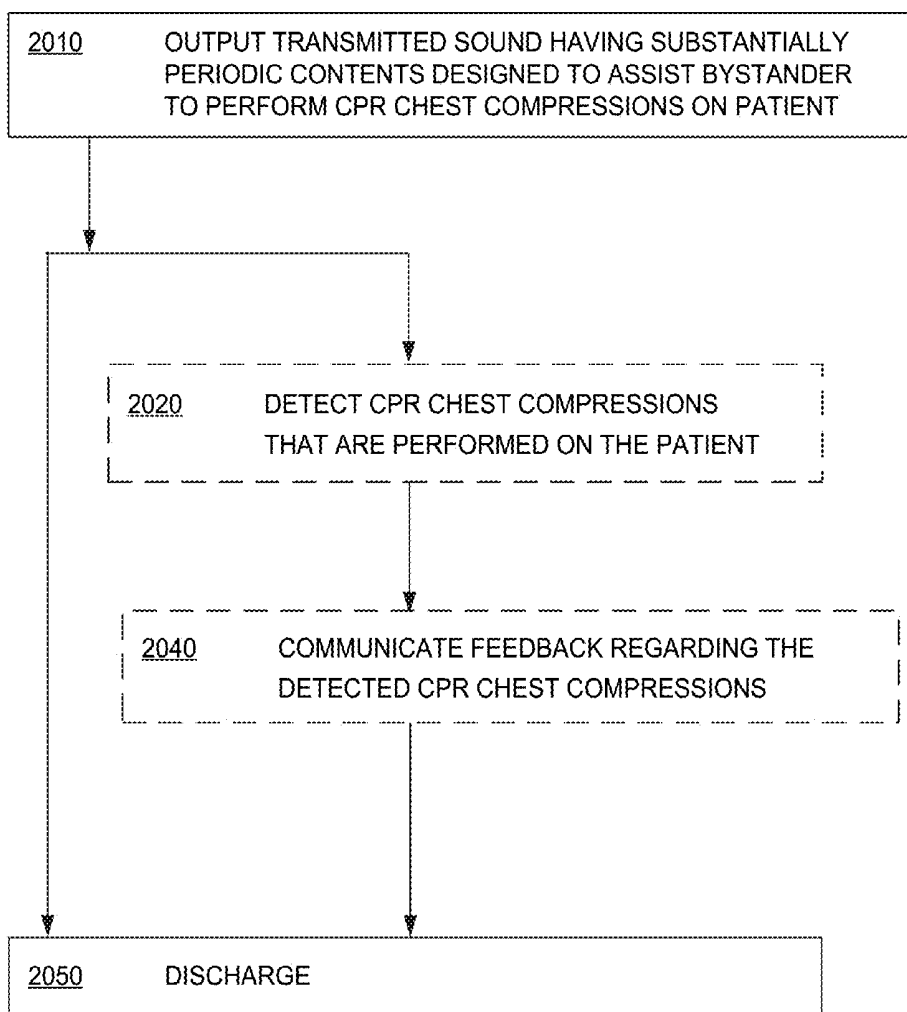 2010 OUTPUT TRANSMITTED SOUND HAVING SUBSTANTIALLY
PERIODIC CONTENTS DESIGNED TO ASSIST BYSTANDER
TO PERFORM CPR CHEST COMPRESSIONS ON PATIENT
2020 DETECT CPR CHEST COMPRESSIONS
THAT ARE PERFORMED ON THE PATIENT
2040 COMMUNICATE FEEDBACK REGARDING THE
DETECTED CPR CHEST COMPRESSIONS
2050 DISCHARGE